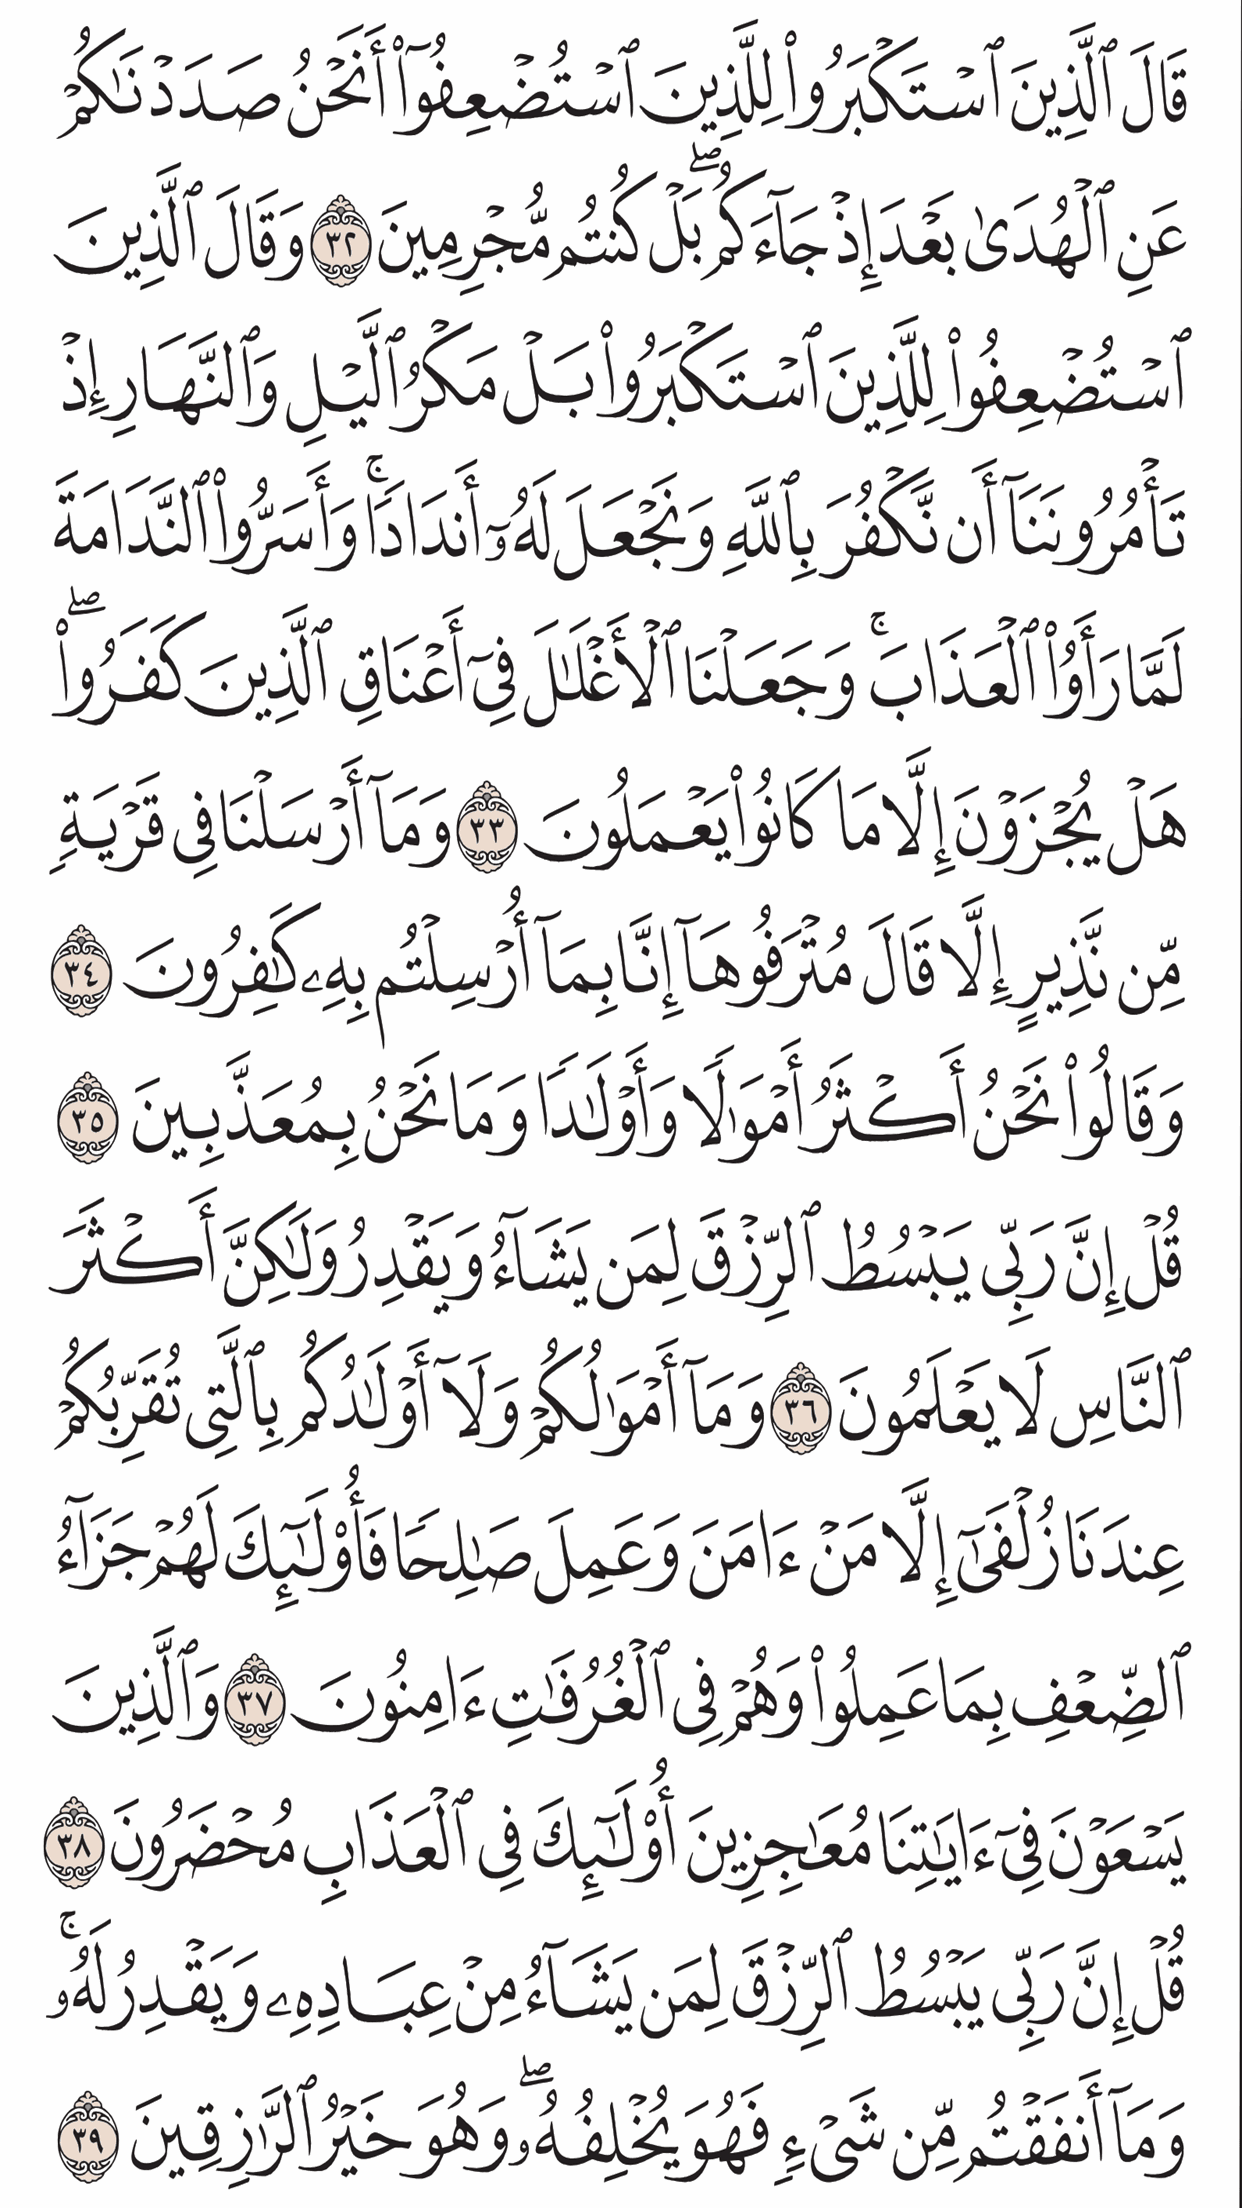 قَالَ ٱلَّذِينَ ٱسۡتَكۡبَرُواْ لِلَّذِينَ ٱسۡتُضۡعِفُوٓاْ أَنَحۡنُ صَدَدۡنَٰكُمۡ
عَنِ ٱلۡهُدَىٰ بَعۡدَ إِذۡ جَآءَكُمۖ بَلۡ كُنتُم مُّجۡرِمِينَ ٣٢ وَقَالَ ٱلَّذِينَ
ٱسۡتُضۡعِفُواْ لِلَّذِينَ ٱسۡتَكۡبَرُواْ بَلۡ مَكۡرُ ٱلَّيۡلِ وَٱلنَّهَارِ إِذۡ
تَأۡمُرُونَنَآ أَن نَّكۡفُرَ بِٱللَّهِ وَنَجۡعَلَ لَهُۥٓ أَندَادٗاۚ وَأَسَرُّواْ ٱلنَّدَامَةَ
لَمَّا رَأَوُاْ ٱلۡعَذَابَۚ وَجَعَلۡنَا ٱلۡأَغۡلَٰلَ فِيٓ أَعۡنَاقِ ٱلَّذِينَ كَفَرُواْۖ
هَلۡ يُجۡزَوۡنَ إِلَّا مَا كَانُواْ يَعۡمَلُونَ ٣٣ وَمَآ أَرۡسَلۡنَا فِي قَرۡيَةٖ
مِّن نَّذِيرٍ إِلَّا قَالَ مُتۡرَفُوهَآ إِنَّا بِمَآ أُرۡسِلۡتُم بِهِۦ كَٰفِرُونَ ٣٤
وَقَالُواْ نَحۡنُ أَكۡثَرُ أَمۡوَٰلٗا وَأَوۡلَٰدٗا وَمَا نَحۡنُ بِمُعَذَّبِينَ ٣٥
قُلۡ إِنَّ رَبِّي يَبۡسُطُ ٱلرِّزۡقَ لِمَن يَشَآءُ وَيَقۡدِرُ وَلَٰكِنَّ أَكۡثَرَ
ٱلنَّاسِ لَا يَعۡلَمُونَ ٣٦ وَمَآ أَمۡوَٰلُكُمۡ وَلَآ أَوۡلَٰدُكُم بِٱلَّتِي تُقَرِّبُكُمۡ
عِندَنَا زُلۡفَىٰٓ إِلَّا مَنۡ ءَامَنَ وَعَمِلَ صَٰلِحٗا فَأُوْلَٰٓئِكَ لَهُمۡ جَزَآءُ
ٱلضِّعۡفِ بِمَا عَمِلُواْ وَهُمۡ فِي ٱلۡغُرُفَٰتِ ءَامِنُونَ ٣٧ وَٱلَّذِينَ
يَسۡعَوۡنَ فِيٓ ءَايَٰتِنَا مُعَٰجِزِينَ أُوْلَٰٓئِكَ فِي ٱلۡعَذَابِ مُحۡضَرُونَ ٣٨
قُلۡ إِنَّ رَبِّي يَبۡسُطُ ٱلرِّزۡقَ لِمَن يَشَآءُ مِنۡ عِبَادِهِۦ وَيَقۡدِرُ لَهُۥۚ
وَمَآ أَنفَقۡتُم مِّن شَيۡءٖ فَهُوَ يُخۡلِفُهُۥۖ وَهُوَ خَيۡرُ ٱلرَّٰزِقِينَ ٣٩